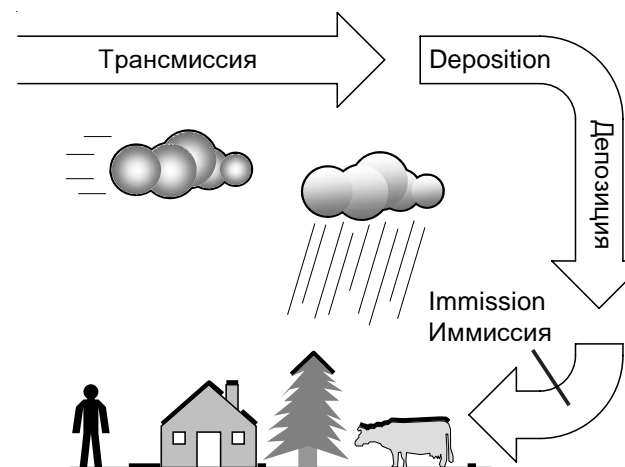 Трансмиссия
Deposition
Депозиция
Immission
Иммиссия